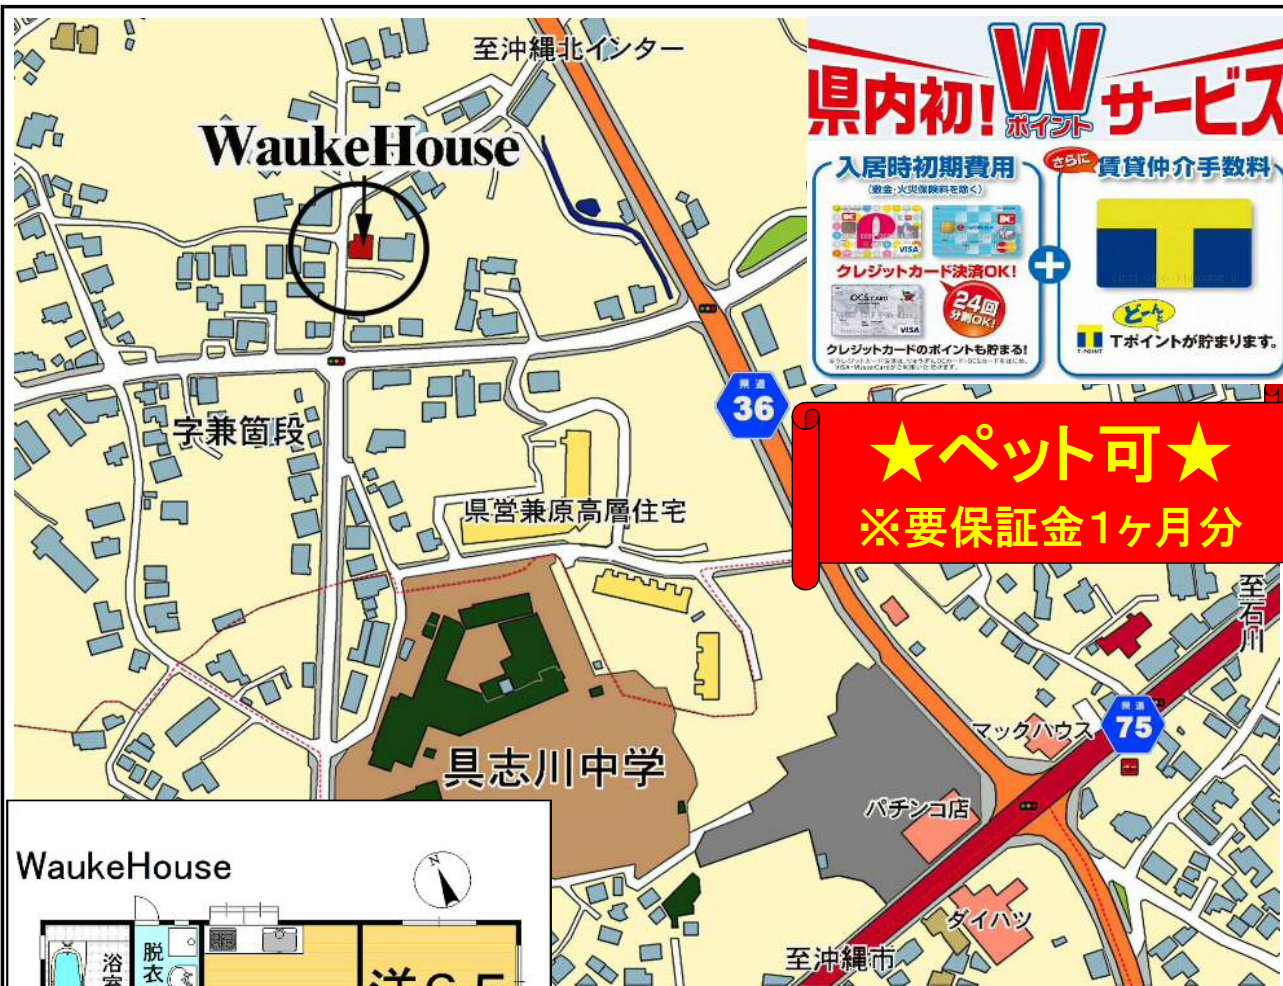 至沖縄北インター
WaukeHouse
県内初!
W
ポイント
サービス
入居時初期費用
(敷金・火災保険料を除く)
VISA
クレジットカード決済OK!
OCS CARD
VISA
24回
分割OK!
クレジットカードのポイントも貯まる!
さらに
賃貸仲介手数料
T
どーんと
T-POINT
Tポイントが貯まります。
県道
36
★ペット可★
※要保証金1ヶ月分
字兼箇段
県営兼原高層住宅
至石川
具志川中学
マックハウス
県道
75
パチンコ店
ダイハツ
至沖縄市
WaukeHouse
N
浴室
脱衣
洋6.5